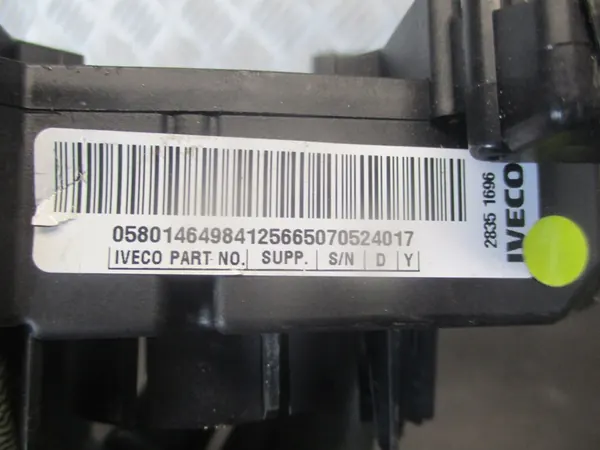 05801464984125665070524017
IVECO PART NO. SUPP. S/N D Y
2835 1696
IVECO